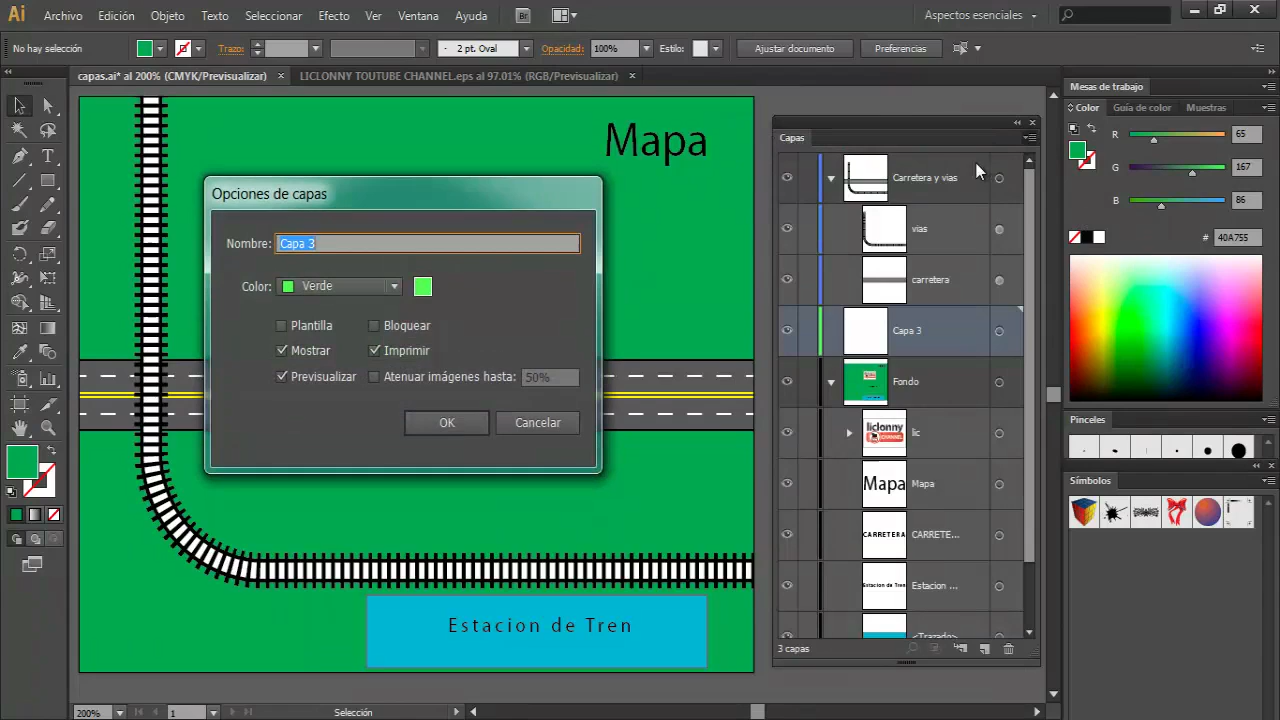 Ai Archivo Edición Objeto Texto Seleccionar Efecto Ver Ventana Ayuda Br Aspectos esenciales
No hay selección Trazo: 2 pt. Oval Opacidad: 100% Estilo: Ajustar documento Preferencias
capas.ai* al 200% (CMYK/Previsualizar) × LICLONNY TOUTUBE CHANNEL.eps al 97.01% (RGB/Previsualizar) ×
Mesas de trabajo
Color Guía de color Muestras
R 65
G 167
B 86
# 40A755
Pinceles
Símbolos
Capas
Carretera y vias
vias
carretera
Capa 3
Fondo
liclonny
CHANNEL
lic
Mapa
Mapa
CARRETERA
CARRETE...
Estacion de Tren
Estacion ...
<Trazado>
3 capas
Mapa
Opciones de capas
Nombre: Capa 3
Color: Verde
Plantilla Bloquear
Mostrar Imprimir
Previsualizar Atenuar imágenes hasta: 50%
OK Cancelar
Estacion de Tren
200% 1 Selección